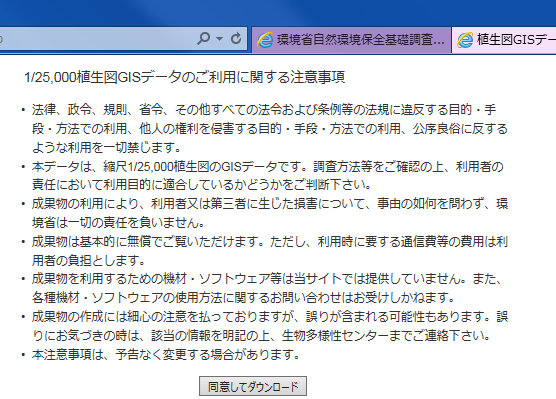 環境省自然環境保全基礎調査...
植生図GISデー
1/25,000植生図GISデータのご利用に関する注意事項
• 法律、政令、規則、省令、その他すべての法令および条例等の法規に違反する目的・手
段・方法での利用、他人の権利を侵害する目的・手段・方法での利用、公序良俗に反する
ような利用を一切禁じます。
• 本データは、縮尺1/25,000植生図のGISデータです。調査方法等をご確認の上、利用者の
責任において利用目的に適合しているかどうかをご判断下さい。
• 成果物の利用により、利用者又は第三者に生じた損害について、事由の如何を問わず、環
境省は一切の責任を負いません。
• 成果物は基本的に無償でご覧いただけます。ただし、利用時に要する通信費等の費用は利
用者の負担とします。
• 成果物を利用するための機材・ソフトウェア等は当サイトでは提供していません。また、
各種機材・ソフトウェアの使用方法に関するお問い合わせはお受けしかねます。
• 成果物の作成には細心の注意を払っておりますが、誤りが含まれる可能性もあります。誤
りにお気づきの時は、該当の情報を明記の上、生物多様性センターまでご連絡下さい。
• 本注意事項は、予告なく変更する場合があります。
同意してダウンロード